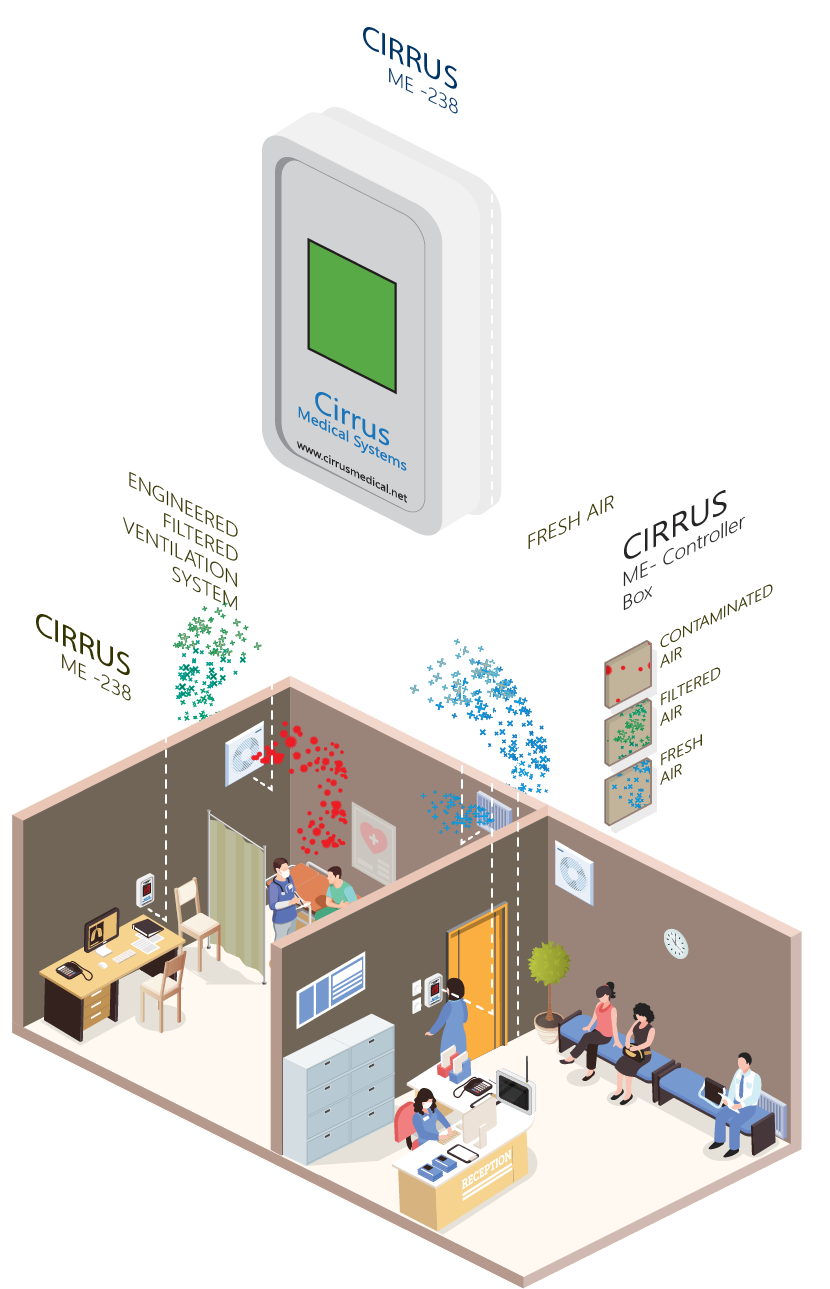 CIRRUS
ME -238
Cirrus
Medical Systems
www.cirrusmedical.net
ENGINEERED
FILTERED
VENTILATION
SYSTEM
CIRRUS
ME -238
FRESH AIR
CIRRUS
ME- Controller
Box
CONTAMINATED
AIR
FILTERED
AIR
FRESH
AIR
RECEPTION